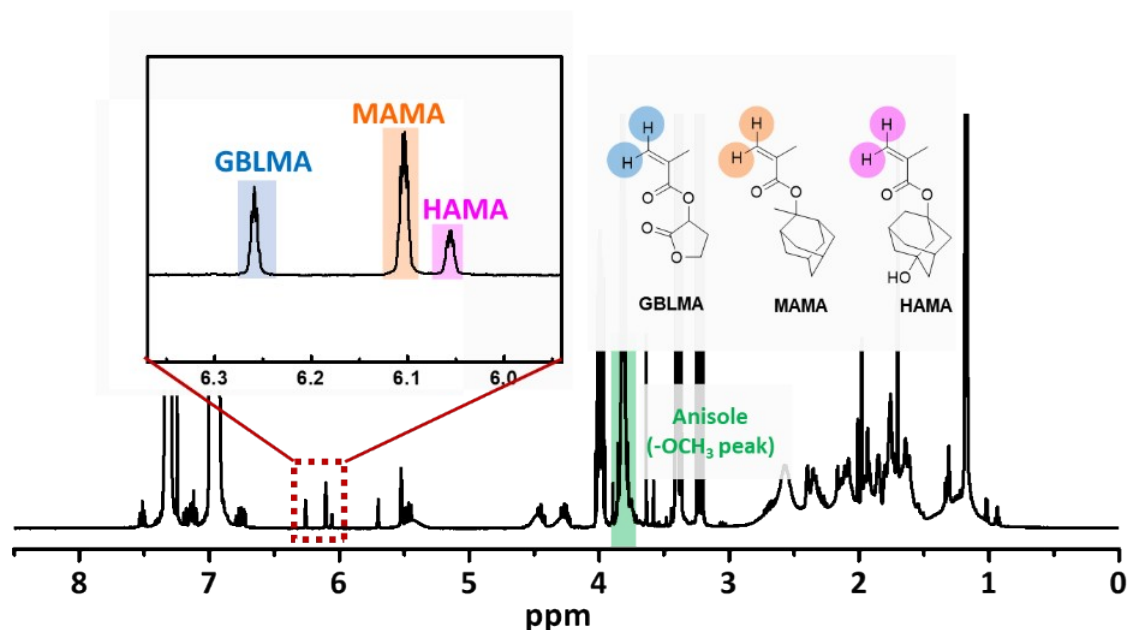 MAMA
GBLMA
HAMA
6.3 6.2 6.1 6.0
H
H
O
O
O
O
GBLMA
H
H
O
O
MAMA
H
H
O
O
HO
HAMA
Anisole
(-OCH₃ peak)
8 7 6 5 4 3 2 1 0
ppm